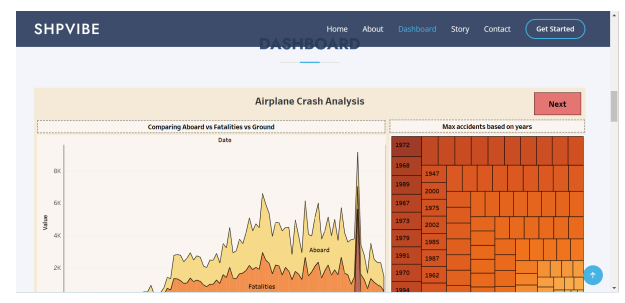 SHPVIBE
Home About Dashboard Story Contact Get Started
DASHBOARD
Airplane Crash Analysis
Next
Comparing Aboard vs Fatalities vs Ground
Max accidents based on years
Date
Value
8K
6K
4K
2K
Aboard
Fatalities
1972
1968
1989
1967
1973
1979
1991
1970
1994
1947
2000
1975
2002
1985
1987
1962